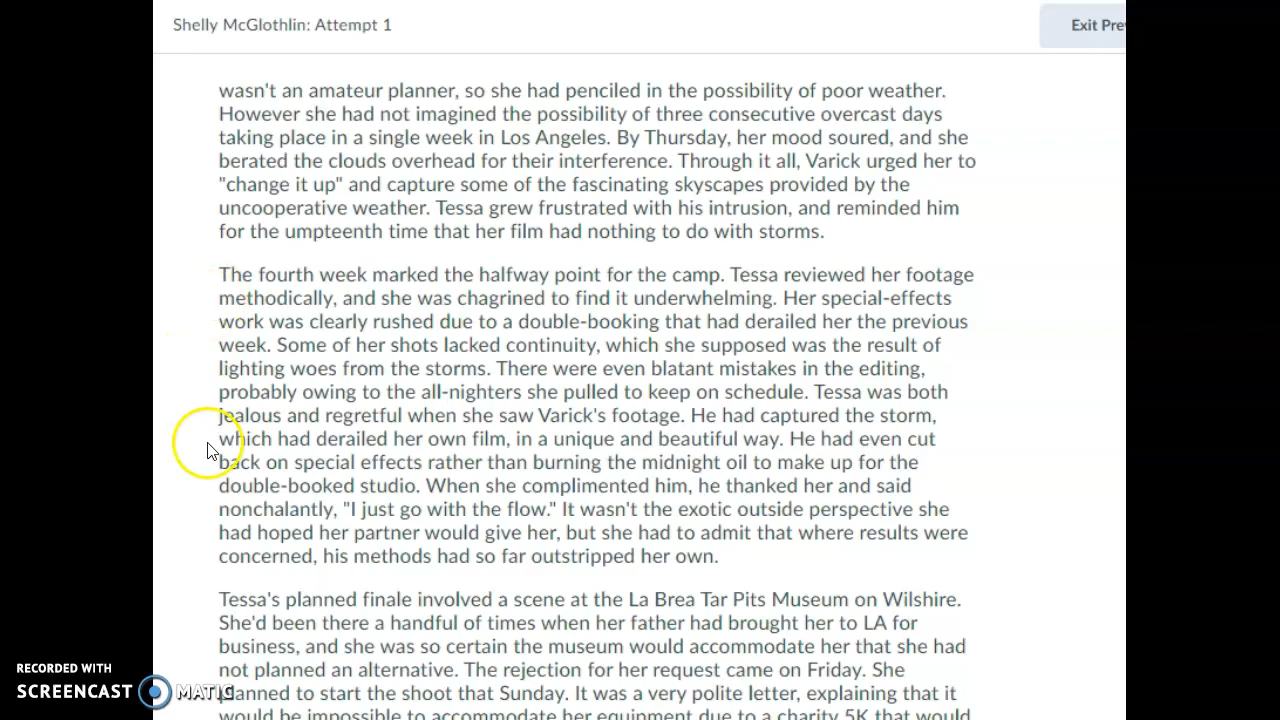 Shelly McGlothlin: Attempt 1
Exit Prev
wasn't an amateur planner, so she had penciled in the possibility of poor weather.
However she had not imagined the possibility of three consecutive overcast days
taking place in a single week in Los Angeles. By Thursday, her mood soured, and she
berated the clouds overhead for their interference. Through it all, Varick urged her to
"change it up" and capture some of the fascinating skyscapes provided by the
uncooperative weather. Tessa grew frustrated with his intrusion, and reminded him
for the umpteenth time that her film had nothing to do with storms.
The fourth week marked the halfway point for the camp. Tessa reviewed her footage
methodically, and she was chagrined to find it underwhelming. Her special-effects
work was clearly rushed due to a double-booking that had derailed her the previous
week. Some of her shots lacked continuity, which she supposed was the result of
lighting woes from the storms. There were even blatant mistakes in the editing,
probably owing to the all-nighters she pulled to keep on schedule. Tessa was both
jealous and regretful when she saw Varick's footage. He had captured the storm,
which had derailed her own film, in a unique and beautiful way. He had even cut
back on special effects rather than burning the midnight oil to make up for the
double-booked studio. When she complimented him, he thanked her and said
nonchalantly, "I just go with the flow." It wasn't the exotic outside perspective she
had hoped her partner would give her, but she had to admit that where results were
concerned, his methods had so far outstripped her own.
Tessa's planned finale involved a scene at the La Brea Tar Pits Museum on Wilshire.
She'd been there a handful of times when her father had brought her to LA for
business, and she was so certain the museum would accommodate her that she had
not planned an alternative. The rejection for her request came on Friday. She
planned to start the shoot that Sunday. It was a very polite letter, explaining that it
would be impossible to accommodate her equipment due to a charity 5K that would
RECORDED WITH
SCREENCAST MATIC